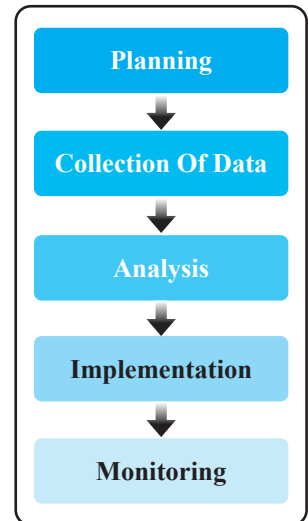 Planning
Collection Of Data
Analysis
Implementation
Monitoring